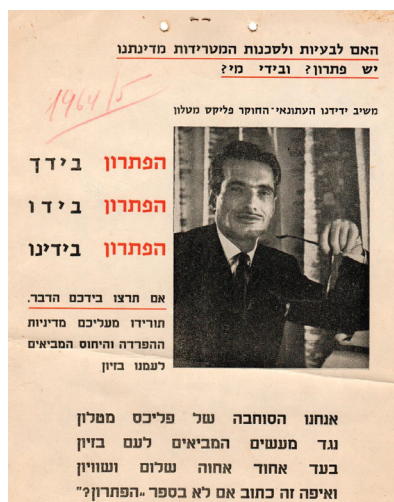 האם לבעיות ולסכנות המטרידות מדינתנו
יש פתרון? ובידי מי?
1964/5
משיב ידידנו העתונאי־החוקר פליקס מטלון
הפתרון בידך
הפתרון בידו
הפתרון בידינו
אם תרצו בידכם הדבר.
תורידו מעליכם מדיניות
ההפרדה והיחוס המביאים
לעמנו בזיון
אנחנו הסוחבה של פליכס מטלון
נגד מעשים המביאים לעם בזיון
בעד אחוד אחוה שלום ושוויון
ואיפה זה כתוב אם לא בספר „הפתרון?"